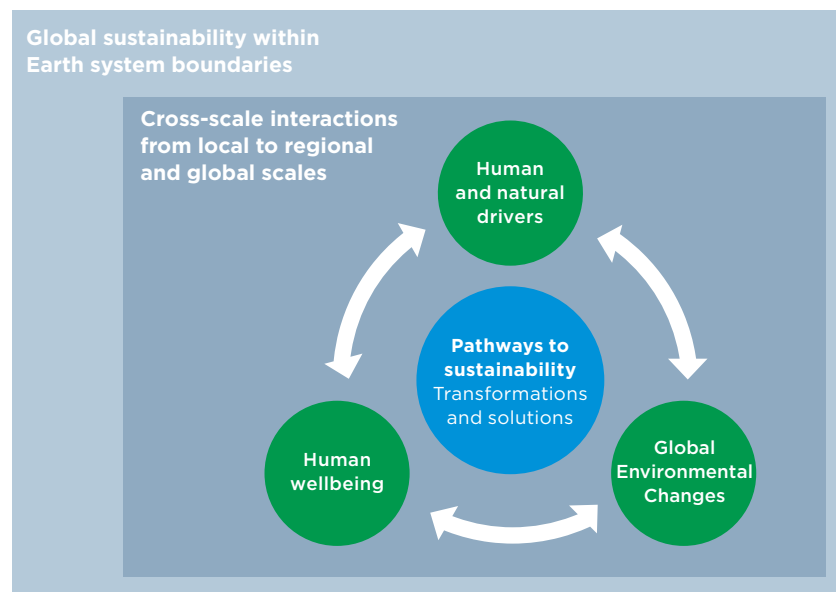 Global sustainability within
Earth system boundaries
Cross-scale interactions
from local to regional
and global scales
Human
and natural
drivers
Pathways to
sustainability
Transformations
and solutions
Human
wellbeing
Global
Environmental
Changes